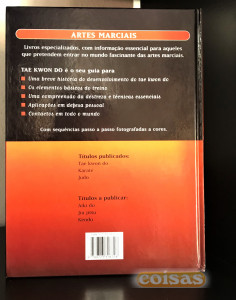 ARTES MARCIAIS
Livros especializados, com informação essencial para aqueles
que pretendem entrar no mundo fascinante das artes marciais.
TAE KWON DO é o seu guia para
Uma breve história do desenvolvimento do tae kwon do
Os elementos básicos do treino
Uma compreensão da destreza e técnicas essenciais
Aplicações em defesa pessoal
Contactos em todo o mundo
Com sequências passo a passo fotografadas a cores.
Títulos publicados:
Tae kwon do
Karate
Judo
Títulos a publicar:
Aiki do
Jiu jitsu
Kendo
coisas